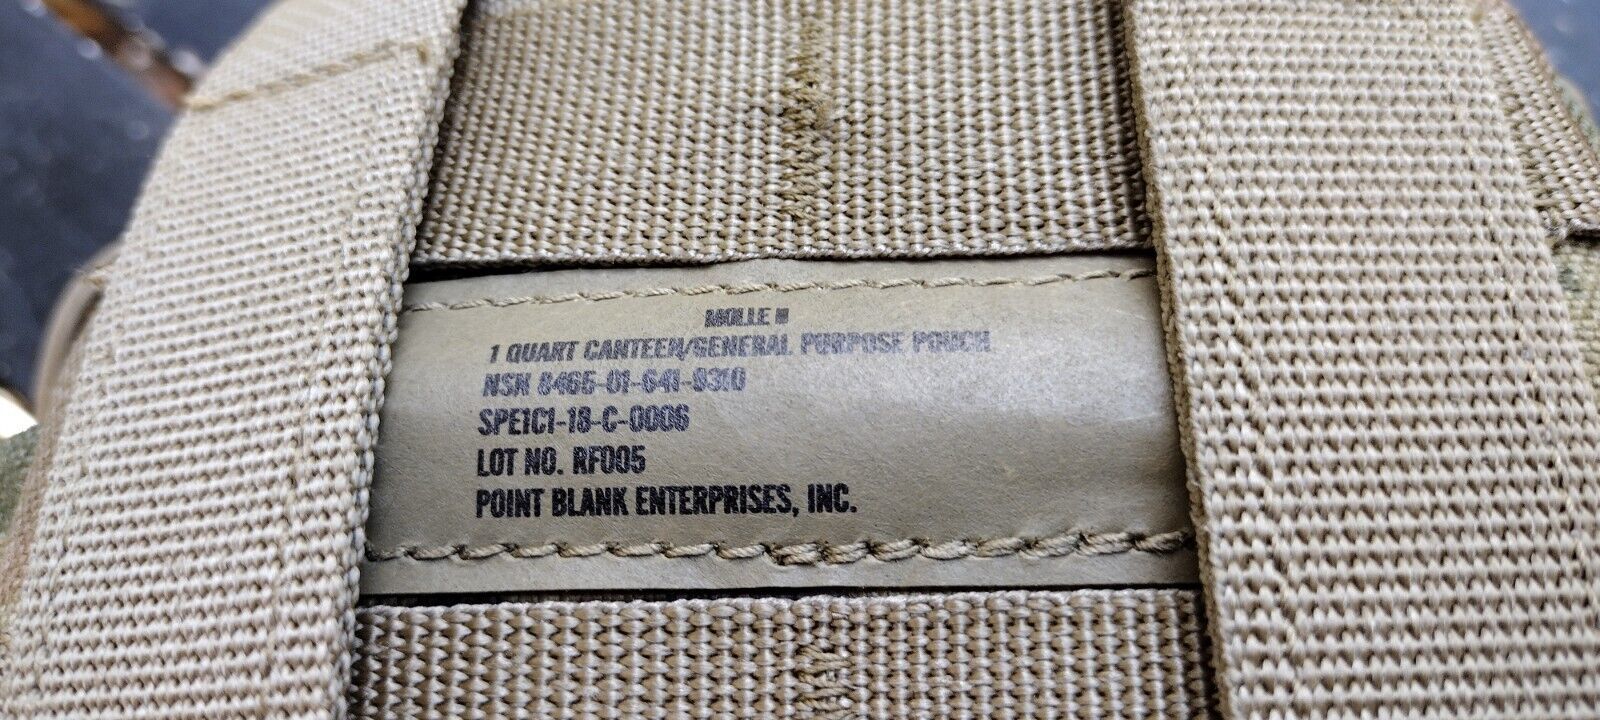 MOLLE II
1 QUART CANTEEN/GENERAL PURPOSE POUCH
NSN 8465-01-641-9310
SPE1C1-18-C-0006
LOT NO. RF005
POINT BLANK ENTERPRISES, INC.